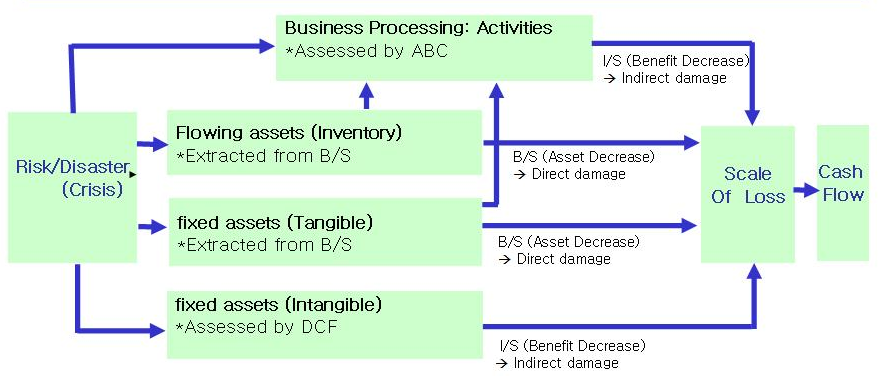 Business Processing: Activities
*Assessed by ABC
I/S (Benefit Decrease)
→ Indirect damage
Flowing assets (Inventory)
*Extracted from B/S
B/S (Asset Decrease)
→ Direct damage
Risk/Disaster
(Crisis)
Scale
Of Loss
Cash
Flow
fixed assets (Tangible)
*Extracted from B/S
B/S (Asset Decrease)
→ Direct damage
fixed assets (Intangible)
*Assessed by DCF
I/S (Benefit Decrease)
→ Indirect damage